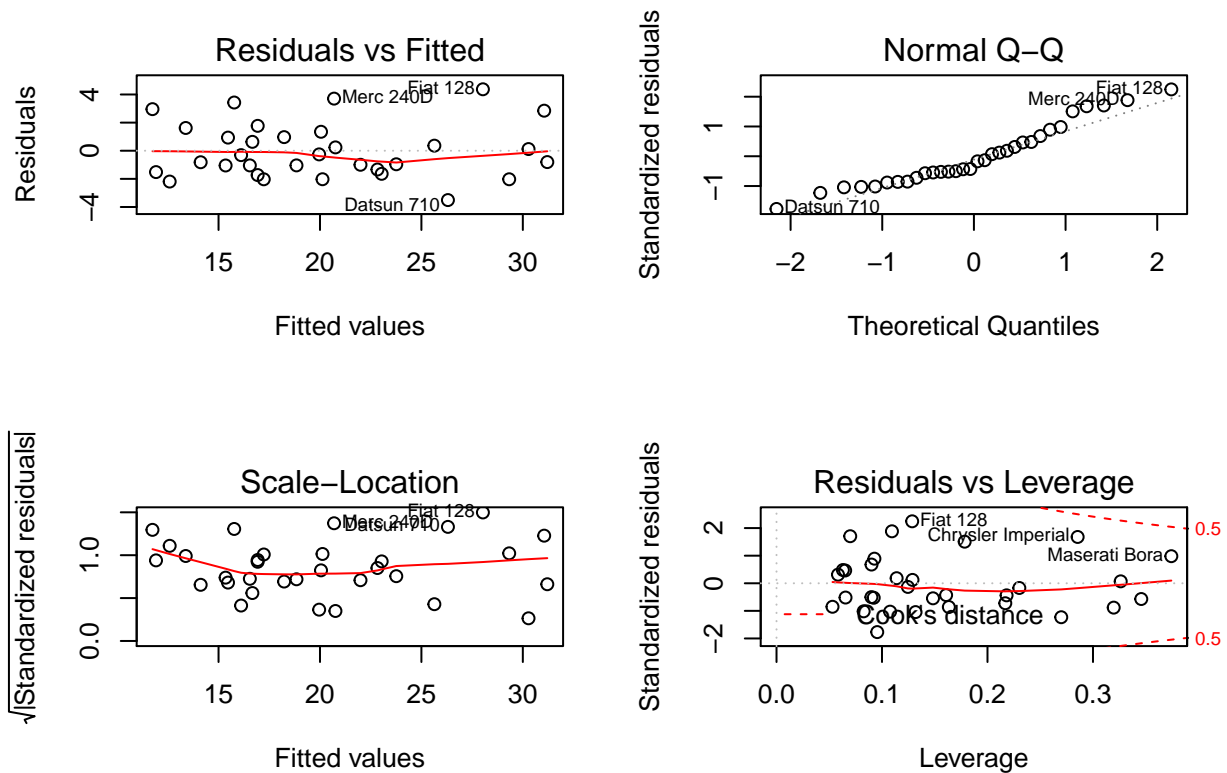 Residuals vs Fitted
Residuals
4
0
−4
Fiat 128
Merc 240D
Datsun 710
15 20 25 30
Fitted values
Normal Q−Q
Standardized residuals
1
−1
Fiat 128
Merc 240D
Datsun 710
−2 −1 0 1 2
Theoretical Quantiles
Scale−Location
√|Standardized residuals|
1.0
0.0
Fiat 128
Merc 240D
Datsun 710
15 20 25 30
Fitted values
Residuals vs Leverage
Standardized residuals
2
0
−2
Fiat 128
Chrysler Imperial
Maserati Bora
Cook's distance
0.5
0.5
0.0 0.1 0.2 0.3
Leverage